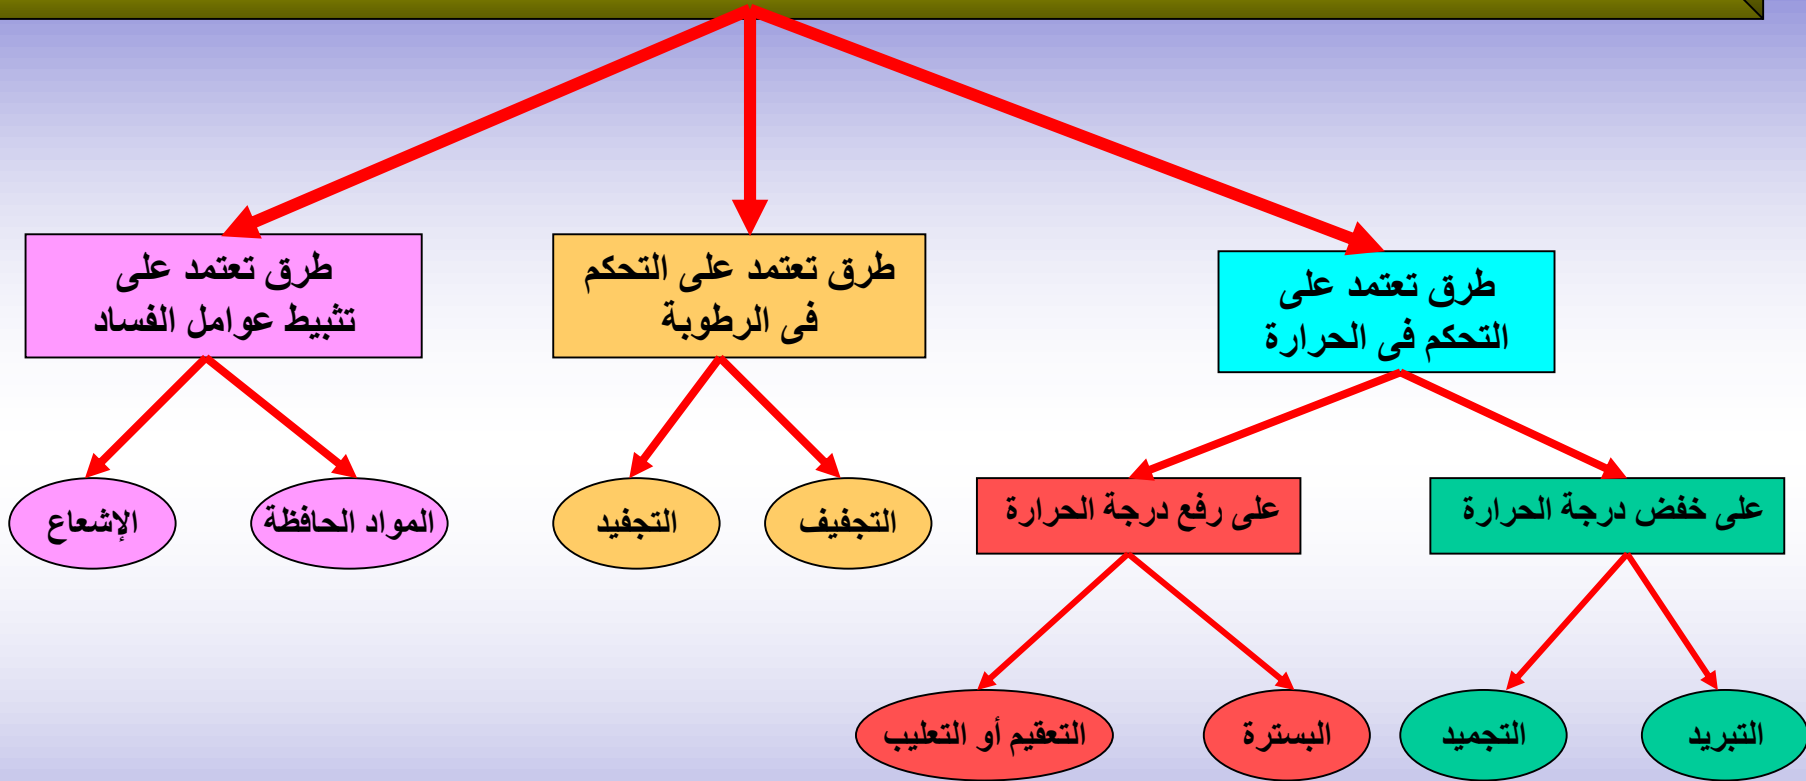 طرق تعتمد على
التحكم فى الحرارة
طرق تعتمد على التحكم
فى الرطوبة
طرق تعتمد على
تثبيط عوامل الفساد
على خفض درجة الحرارة
على رفع درجة الحرارة
التجفيف
التجفيد
المواد الحافظة
الإشعاع
التبريد
التجميد
البسترة
التعقيم أو التعليب